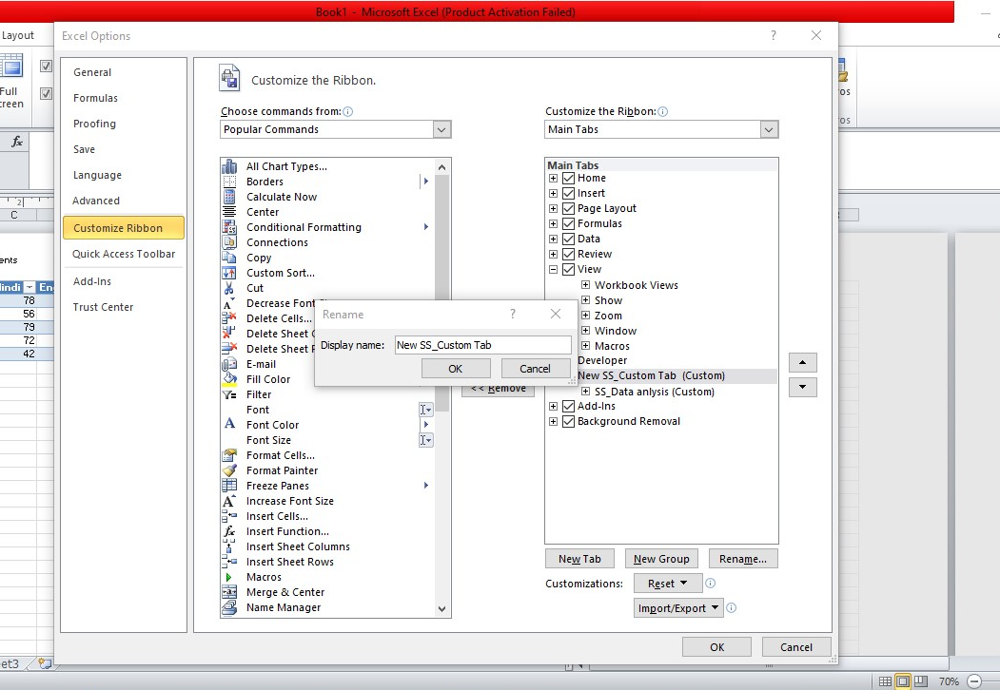 Book1 - Microsoft Excel (Product Activation Failed)
Layout
Full
creen
fx
C
ents
indi
En
78
56
79
72
42
eet3
70%
Excel Options
General
Formulas
Proofing
Save
Language
Advanced
Customize Ribbon
Quick Access Toolbar
Add-Ins
Trust Center
Customize the Ribbon.
Choose commands from:
Popular Commands
All Chart Types...
Borders
Calculate Now
Center
Conditional Formatting
Connections
Copy
Custom Sort...
Cut
Decrease Font
Delete Cells...
Delete Sheet
Delete Sheet
E-mail
Fill Color
Filter
Font
Font Color
Font Size
Format Cells...
Format Painter
Freeze Panes
Increase Font Size
Insert Cells...
Insert Function...
Insert Sheet Columns
Insert Sheet Rows
Macros
Merge & Center
Name Manager
Rename
Display name: New SS_Custom Tab
OK Cancel
<< Remove
Customize the Ribbon:
Main Tabs
Main Tabs
Home
Insert
Page Layout
Formulas
Data
Review
View
Workbook Views
Show
Zoom
Window
Macros
Developer
New SS_Custom Tab (Custom)
SS_Data anlysis (Custom)
Add-Ins
Background Removal
New Tab New Group Rename...
Customizations: Reset
Import/Export
OK Cancel